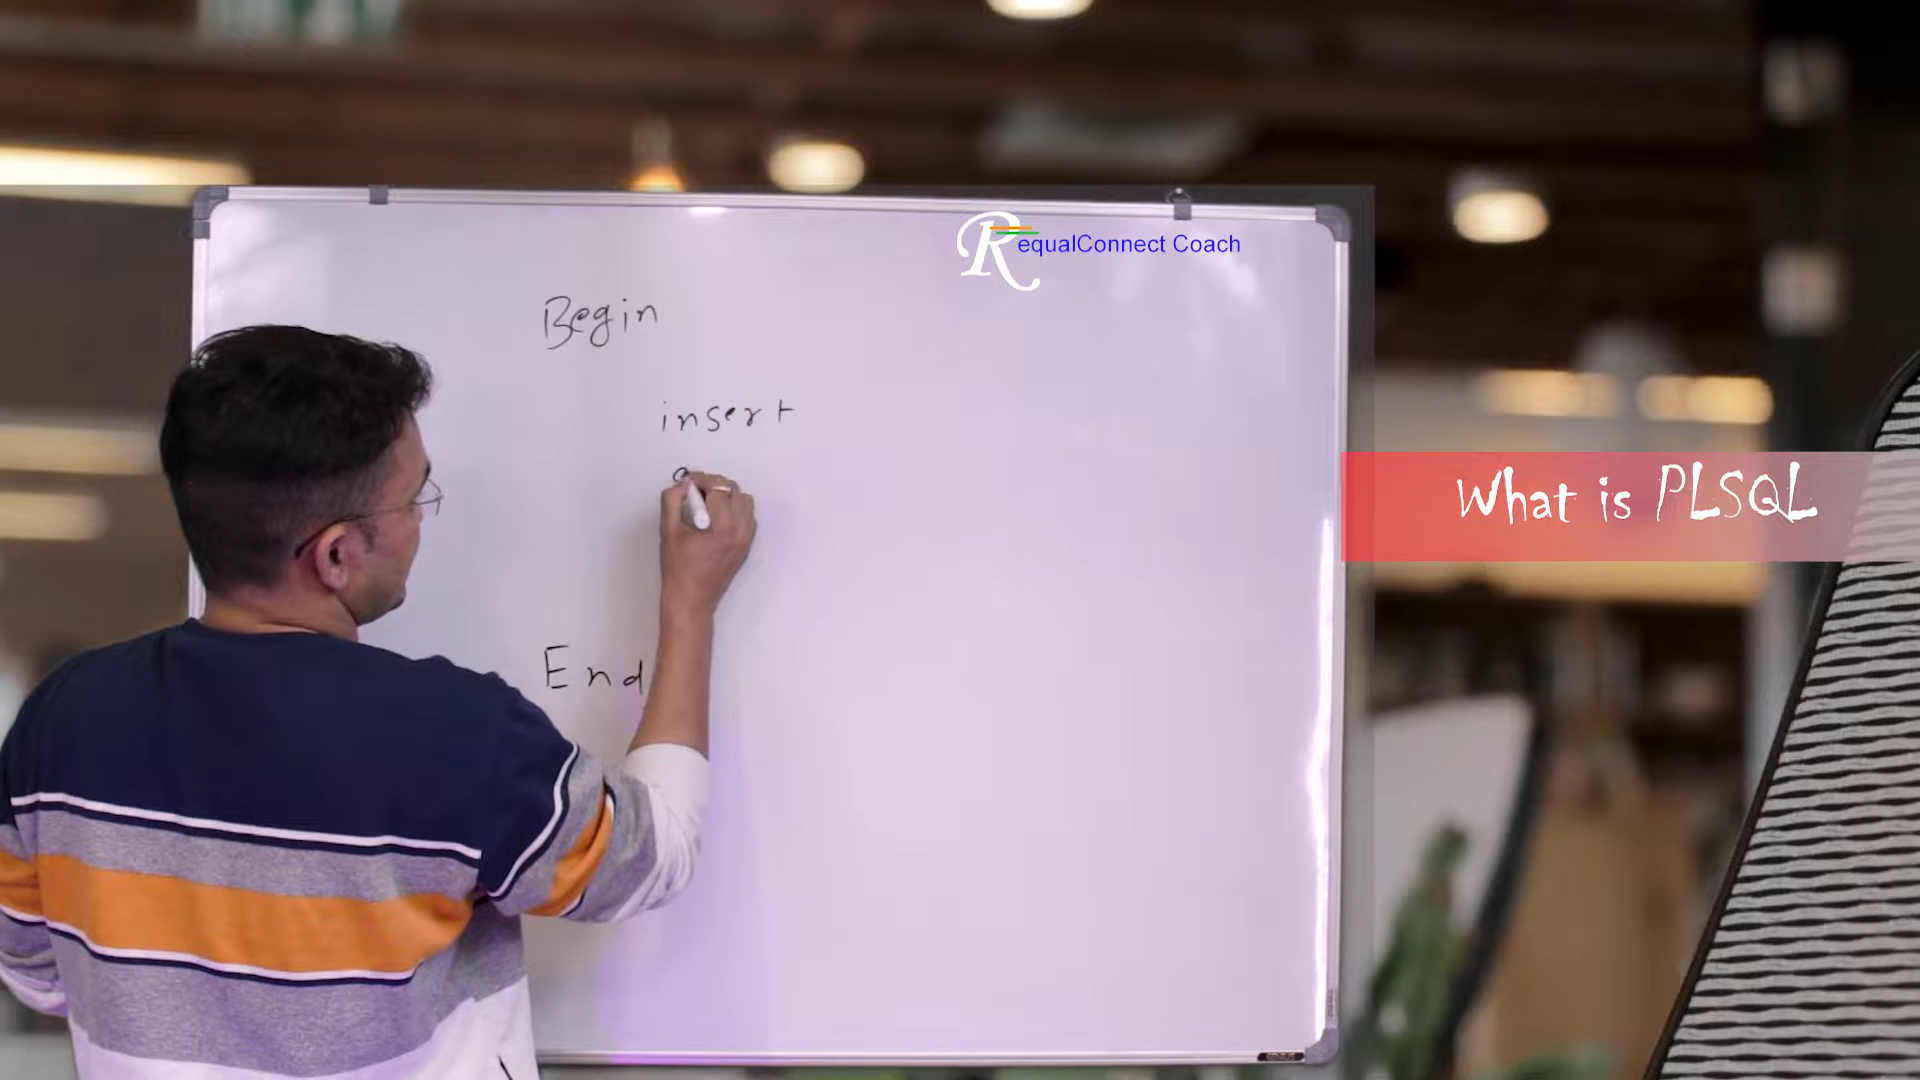 RequalConnect Coach
Begin
insert
End
What is PLSQL